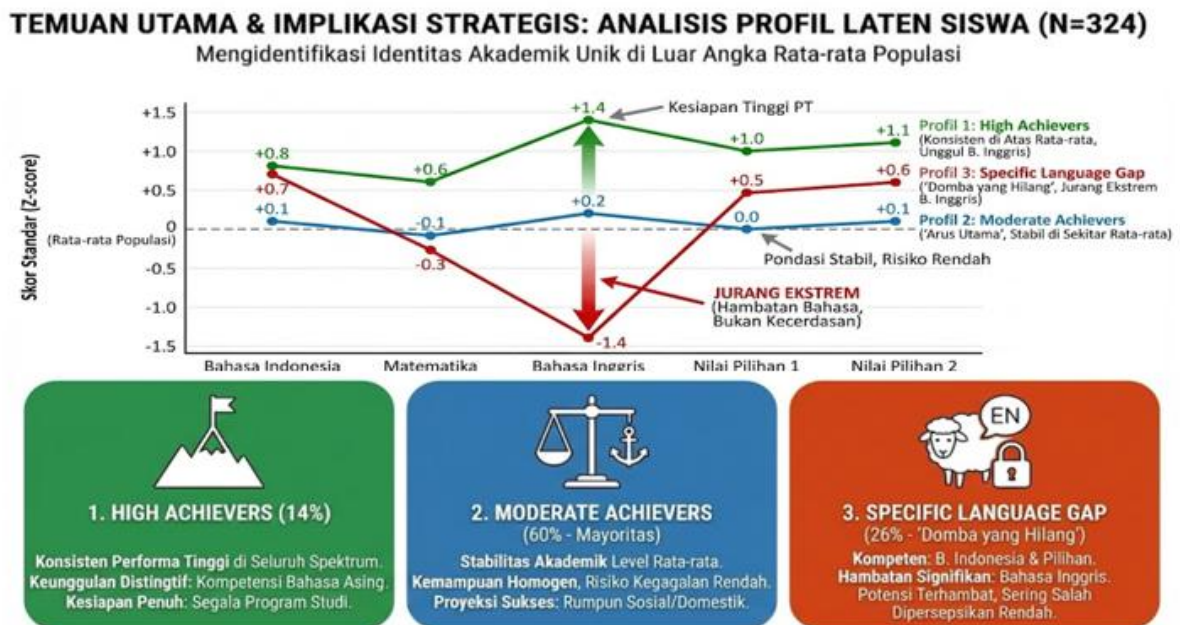 TEMUAN UTAMA & IMPLIKASI STRATEGIS: ANALISIS PROFIL LATEN SISWA (N=324)
Mengidentifikasi Identitas Akademik Unik di Luar Angka Rata-rata Populasi
Skor Standar (Z-score)
+1.5
+1.0
+0.5
0
(Rata-rata Populasi)
-0.5
-1.0
-1.5
+0.8
+0.6
+1.4
+1.0
+1.1
+0.7
-0.3
-1.4
+0.5
+0.6
+0.1
-0.1
+0.2
0.0
+0.1
Kesiapan Tinggi PT
Profil 1: High Achievers
(Konsisten di Atas Rata-rata,
Unggul B. Inggris)
Profil 3: Specific Language Gap
('Domba yang Hilang', Jurang Ekstrem
B. Inggris)
Profil 2: Moderate Achievers
('Arus Utama', Stabil di Sekitar Rata-rata)
Pondasi Stabil, Risiko Rendah
JURANG EKSTREM
(Hambatan Bahasa,
Bukan Kecerdasan)
Bahasa Indonesia
Matematika
Bahasa Inggris
Nilai Pilihan 1
Nilai Pilihan 2
1. HIGH ACHIEVERS (14%)
Konsisten Performa Tinggi di Seluruh Spektrum.
Keunggulan Distingtif: Kompetensi Bahasa Asing.
Kesiapan Penuh: Segala Program Studi.
2. MODERATE ACHIEVERS
(60% - Mayoritas)
Stabilitas Akademik Level Rata-rata.
Kemampuan Homogen, Risiko Kegagalan Rendah.
Proyeksi Sukses: Rumpun Sosial/Domestik.
EN
3. SPECIFIC LANGUAGE GAP
(26% - 'Domba yang Hilang')
Kompeten: B. Indonesia & Pilihan.
Hambatan Signifikan: Bahasa Inggris.
Potensi Terhambat, Sering Salah
Dipersepsikan Rendah.